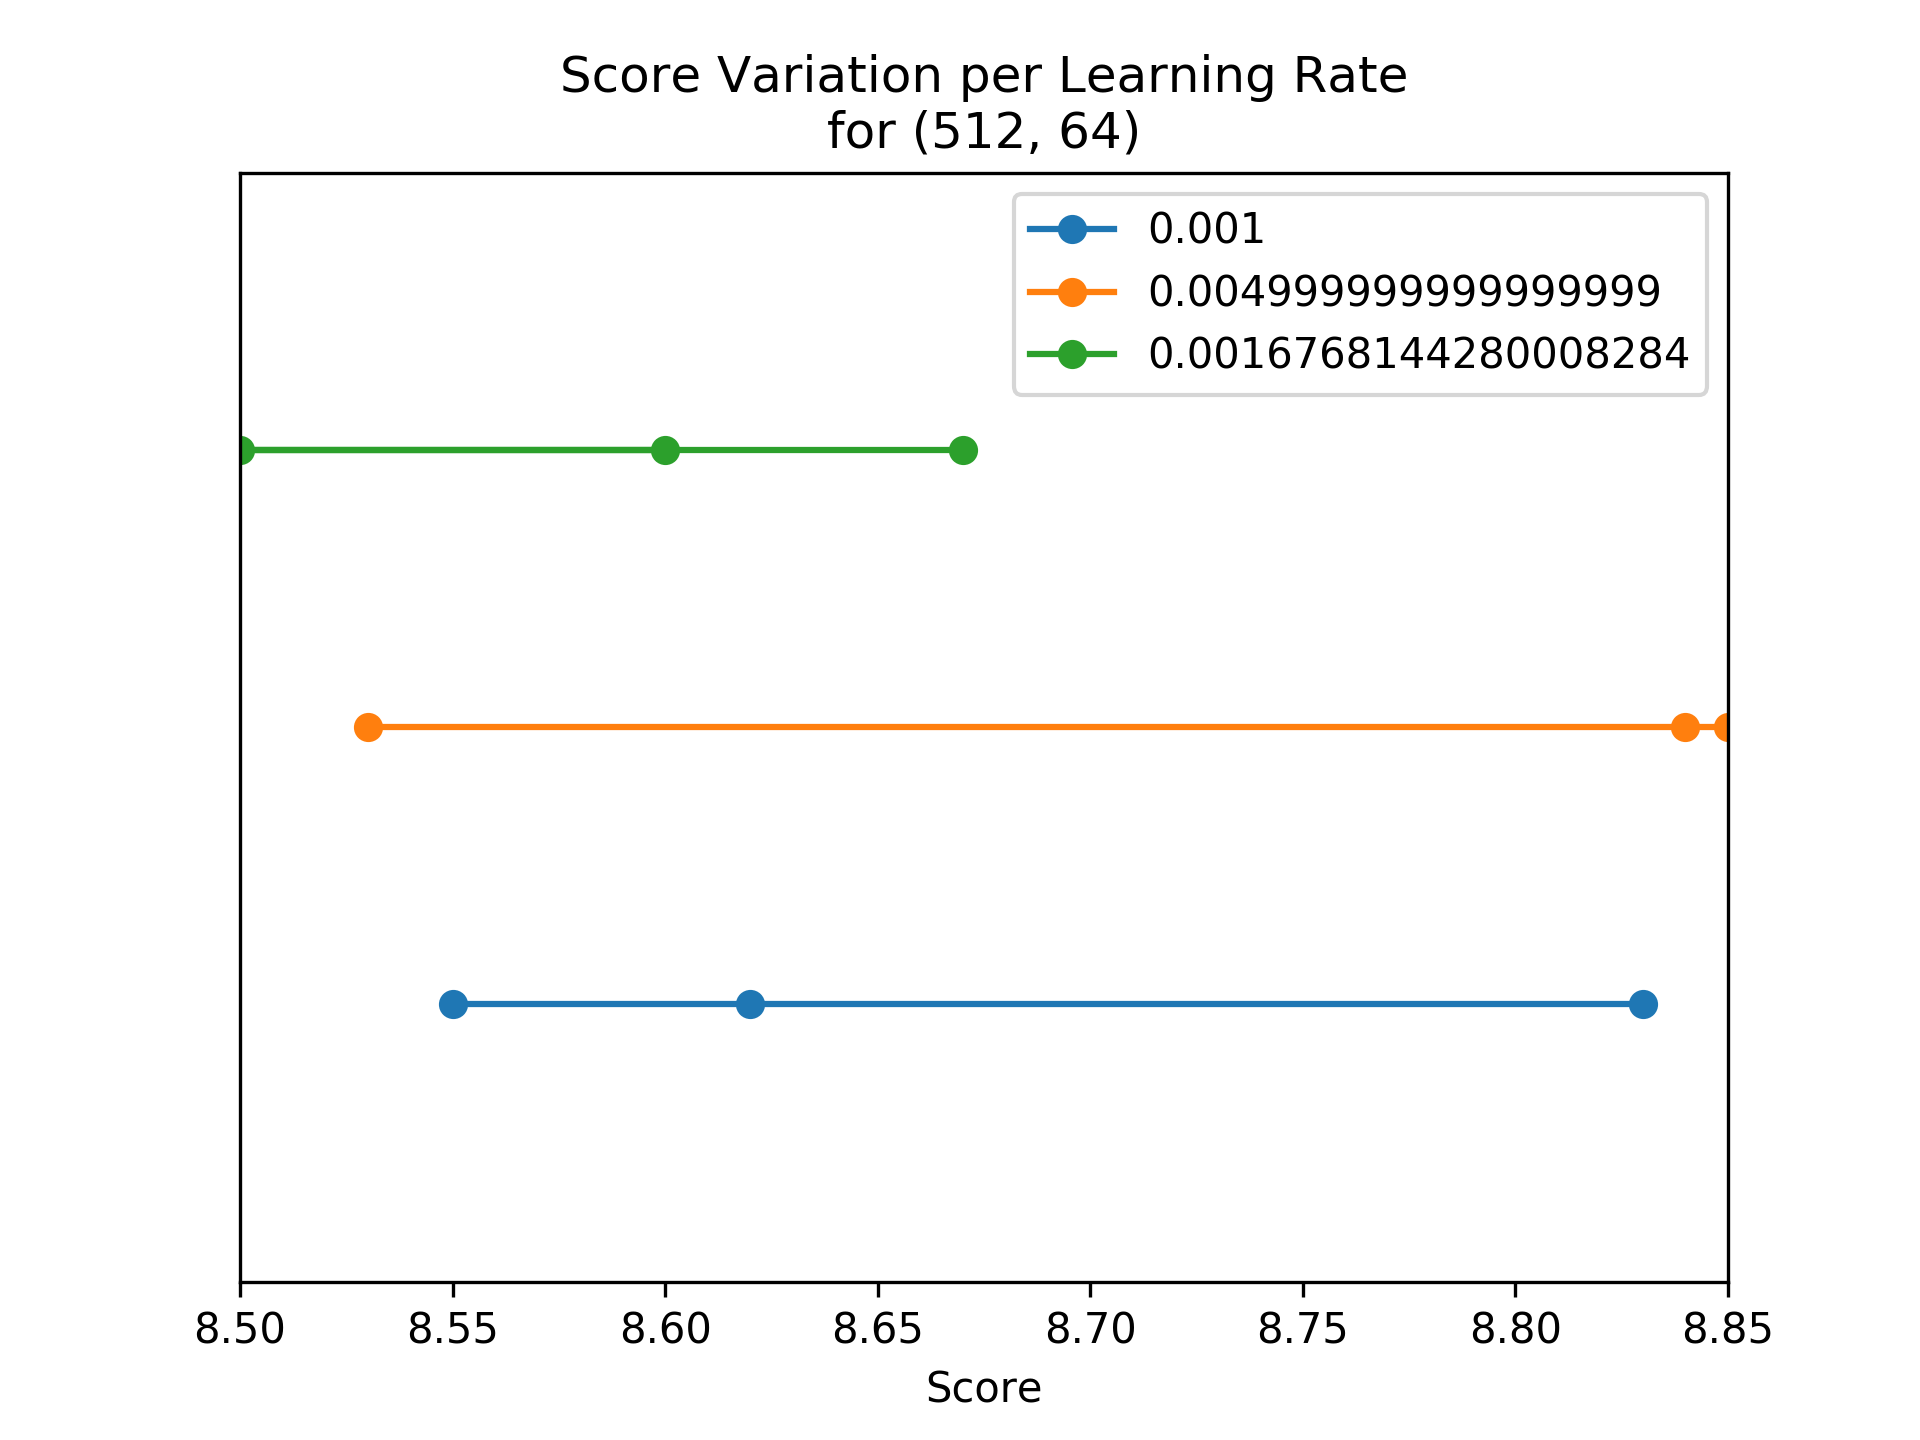 Score Variation per Learning Rate
for (512, 64)
0.001
0.004999999999999999
0.0016768144280008284
8.50 8.55 8.60 8.65 8.70 8.75 8.80 8.85
Score